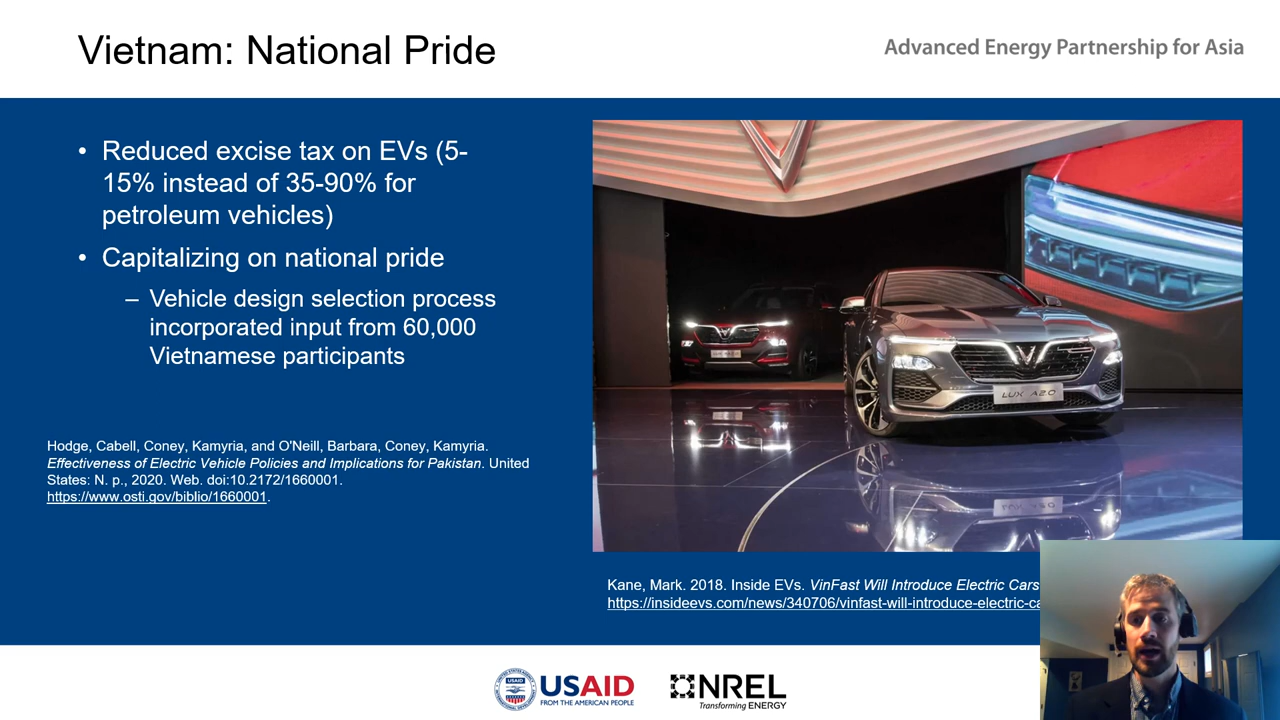 Vietnam: National Pride
Advanced Energy Partnership for Asia
• Reduced excise tax on EVs (5-
15% instead of 35-90% for
petroleum vehicles)
• Capitalizing on national pride
– Vehicle design selection process
incorporated input from 60,000
Vietnamese participants
Hodge, Cabell, Coney, Kamyria, and O'Neill, Barbara, Coney, Kamyria.
Effectiveness of Electric Vehicle Policies and Implications for Pakistan. United
States: N. p., 2020. Web. doi:10.2172/1660001.
https://www.osti.gov/biblio/1660001.
LUX A2.0
Kane, Mark. 2018. Inside EVs. VinFast Will Introduce Electric Cars
https://insideevs.com/news/340706/vinfast-will-introduce-electric-ca
USAID
USAID
FROM THE AMERICAN PEOPLE
NREL
Transforming ENERGY